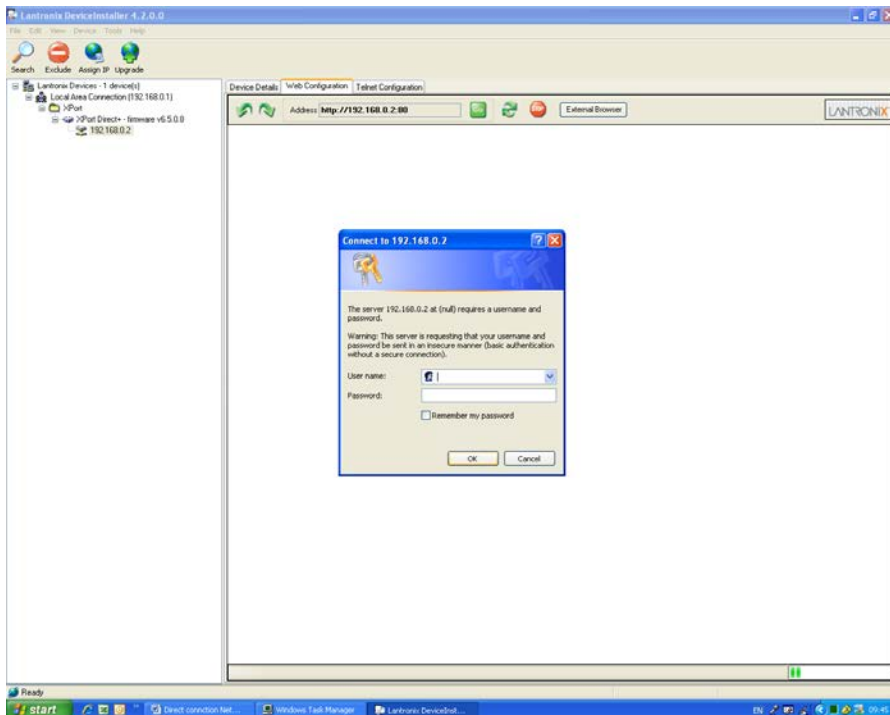 Lantronix DeviceInstaller 4.2.0.0
File Edit View Device Tools Help
Search Exclude Assign IP Upgrade
Lantronix Devices - 1 device(s)
Local Area Connection (192.168.0.1)
XPort
XPort Direct+ - firmware v6.5.0.8
192.168.0.2
Device Details Web Configuration Telnet Configuration
Address http://192.168.0.2:80
External Browser
LANTRONIX
Connect to 192.168.0.2
The server 192.168.0.2 at (null) requires a username and
password.
Warning: This server is requesting that your username and
password be sent in an insecure manner (basic authentication
without a secure connection).
User name:
Password:
Remember my password
OK Cancel
Ready
start
Direct connction Net...
Windows Task Manager
Lantronix DeviceInst...
EN
09:45